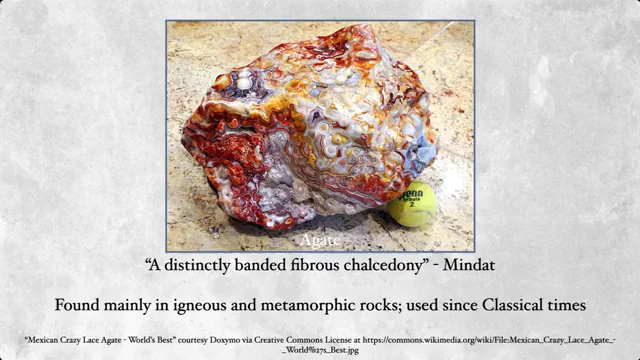 enn
2
Agate
“A distinctly banded fibrous chalcedony” - Mindat
Found mainly in igneous and metamorphic rocks; used since Classical times
“Mexican Crazy Lace Agate - World's Best” courtesy Doxymo via Creative Commons License at https://commons.wikimedia.org/wiki/File:Mexican_Crazy_Lace_Agate_-
_World%27s_Best.jpg